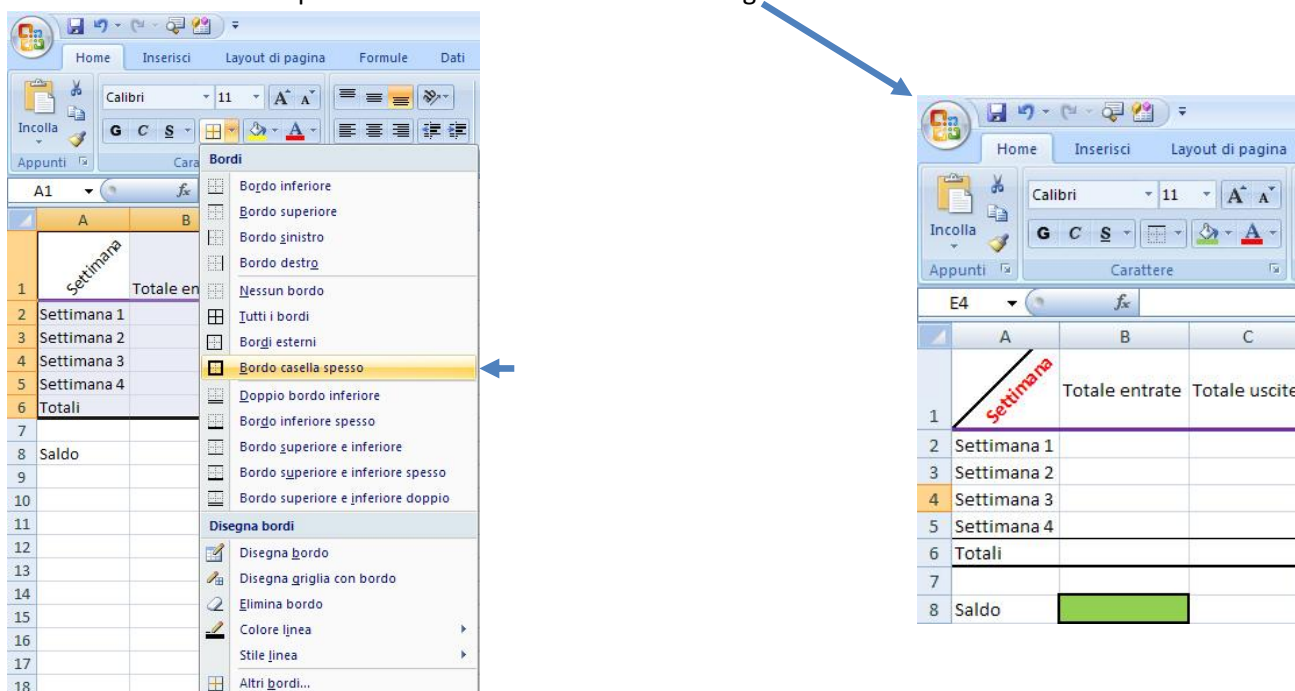 Home Inserisci Layout di pagina Formule Dati
Calibri 11 A A
Incolla G C S A
Appunti Cara
A1 fx
A B
1 Settimana Totale en
2 Settimana 1
3 Settimana 2
4 Settimana 3
5 Settimana 4
6 Totali
7
8 Saldo
9
10
11
12
13
14
15
16
17
18
Bordi
Bordo inferiore
Bordo superiore
Bordo sinistro
Bordo destro
Nessun bordo
Tutti i bordi
Bordi esterni
Bordo casella spesso
Doppio bordo inferiore
Bordo inferiore spesso
Bordo superiore e inferiore
Bordo superiore e inferiore spesso
Bordo superiore e inferiore doppio
Disegna bordi
Disegna bordo
Disegna griglia con bordo
Elimina bordo
Colore linea
Stile linea
Altri bordi...
Home Inserisci Layout di pagina
Calibri 11 A A
Incolla G C S A
Appunti Carattere
E4 fx
A B C
1 Settimana Totale entrate Totale uscite
2 Settimana 1
3 Settimana 2
4 Settimana 3
5 Settimana 4
6 Totali
7
8 Saldo